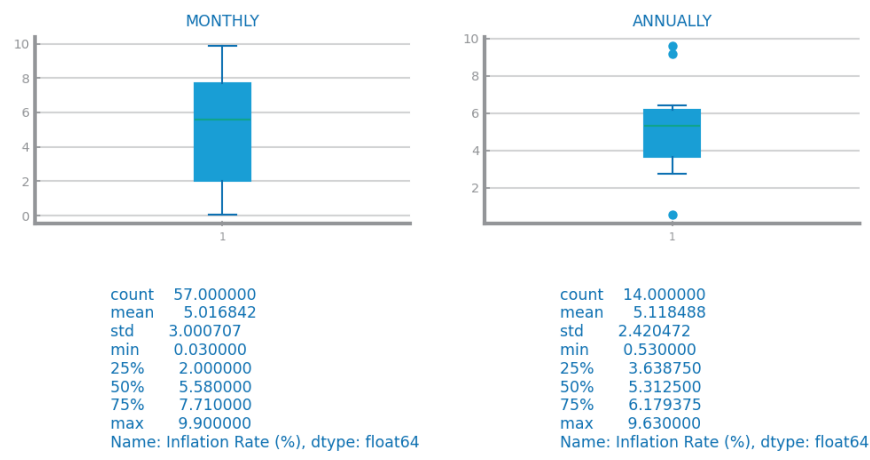 MONTHLY
10
8
6
4
2
0
1
count 57.000000
mean 5.016842
std 3.000707
min 0.030000
25% 2.000000
50% 5.580000
75% 7.710000
max 9.900000
Name: Inflation Rate (%), dtype: float64
ANNUALLY
10
8
6
4
2
1
count 14.000000
mean 5.118488
std 2.420472
min 0.530000
25% 3.638750
50% 5.312500
75% 6.179375
max 9.630000
Name: Inflation Rate (%), dtype: float64